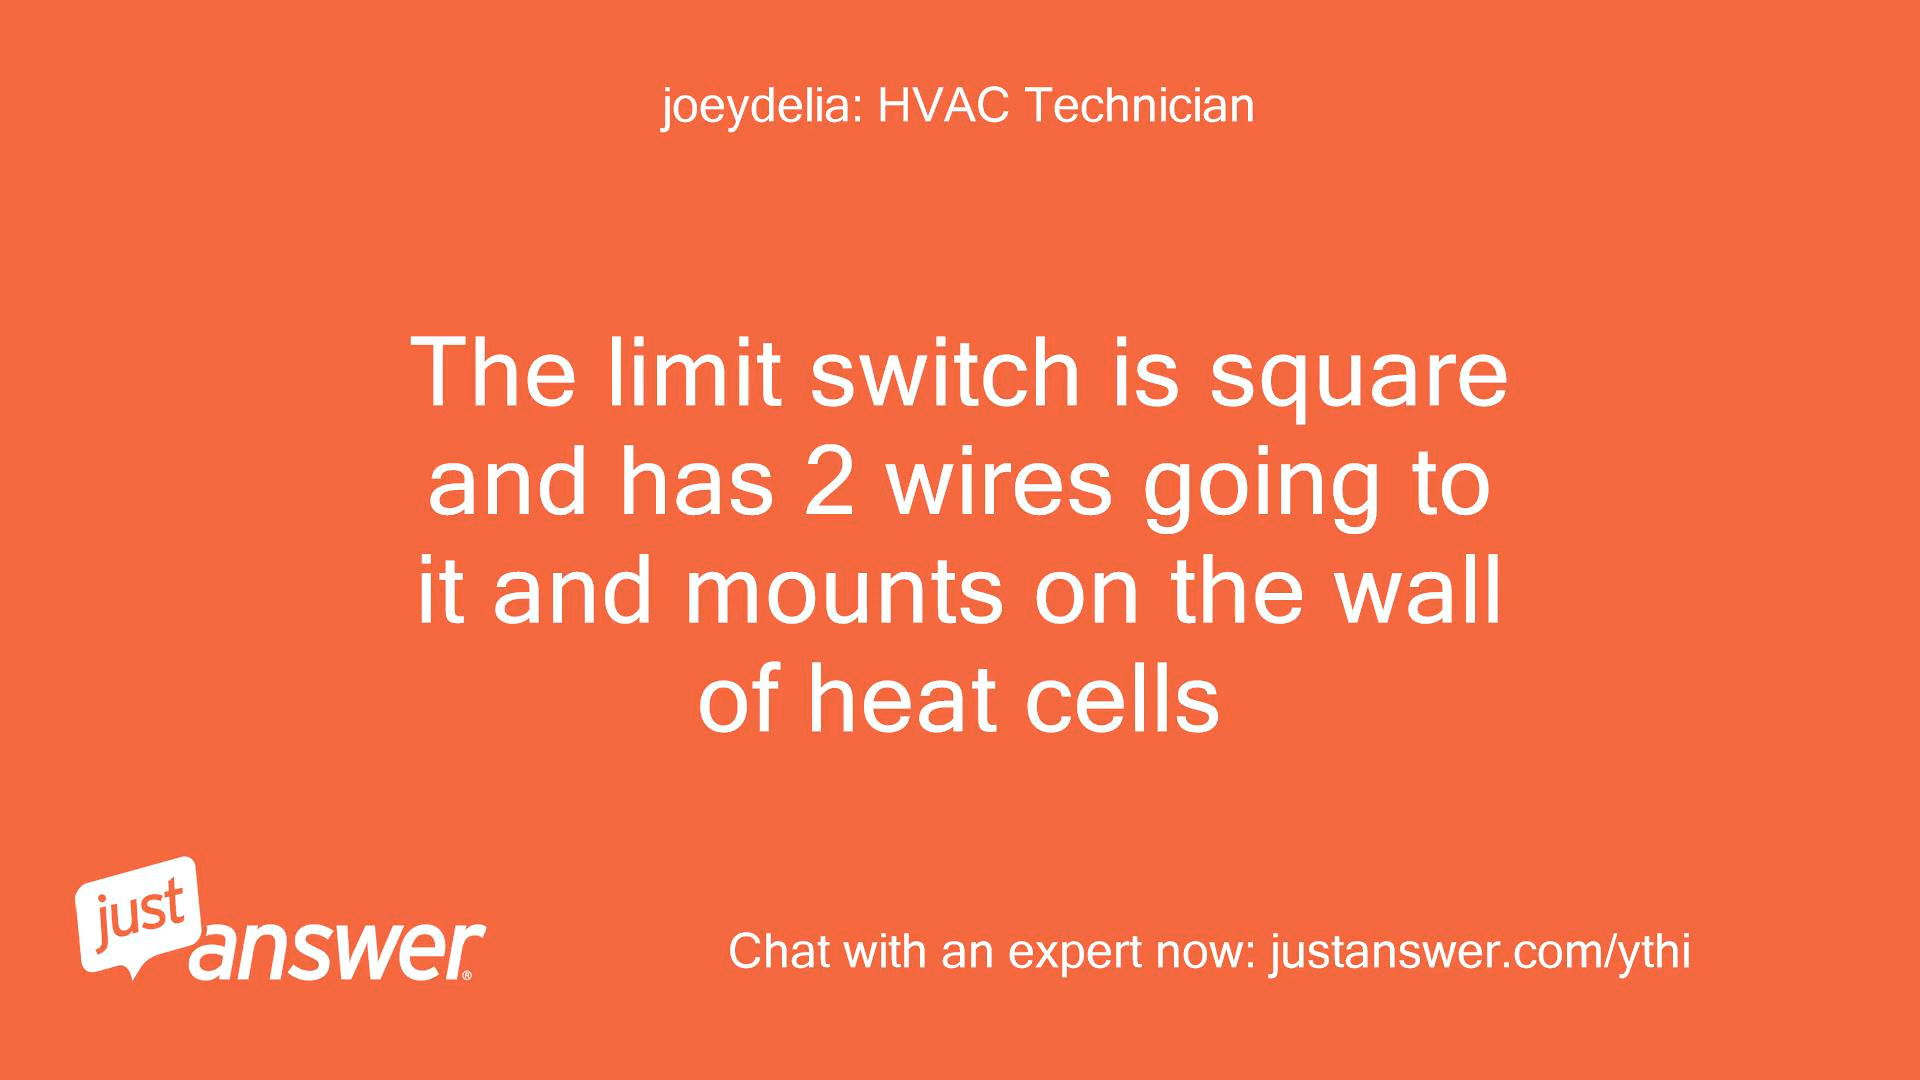 joeydelia: HVAC Technician
The limit switch is square
and has 2 wires going to
it and mounts on the wall
of heat cells
just
answer®
Chat with an expert now: justanswer.com/ythi